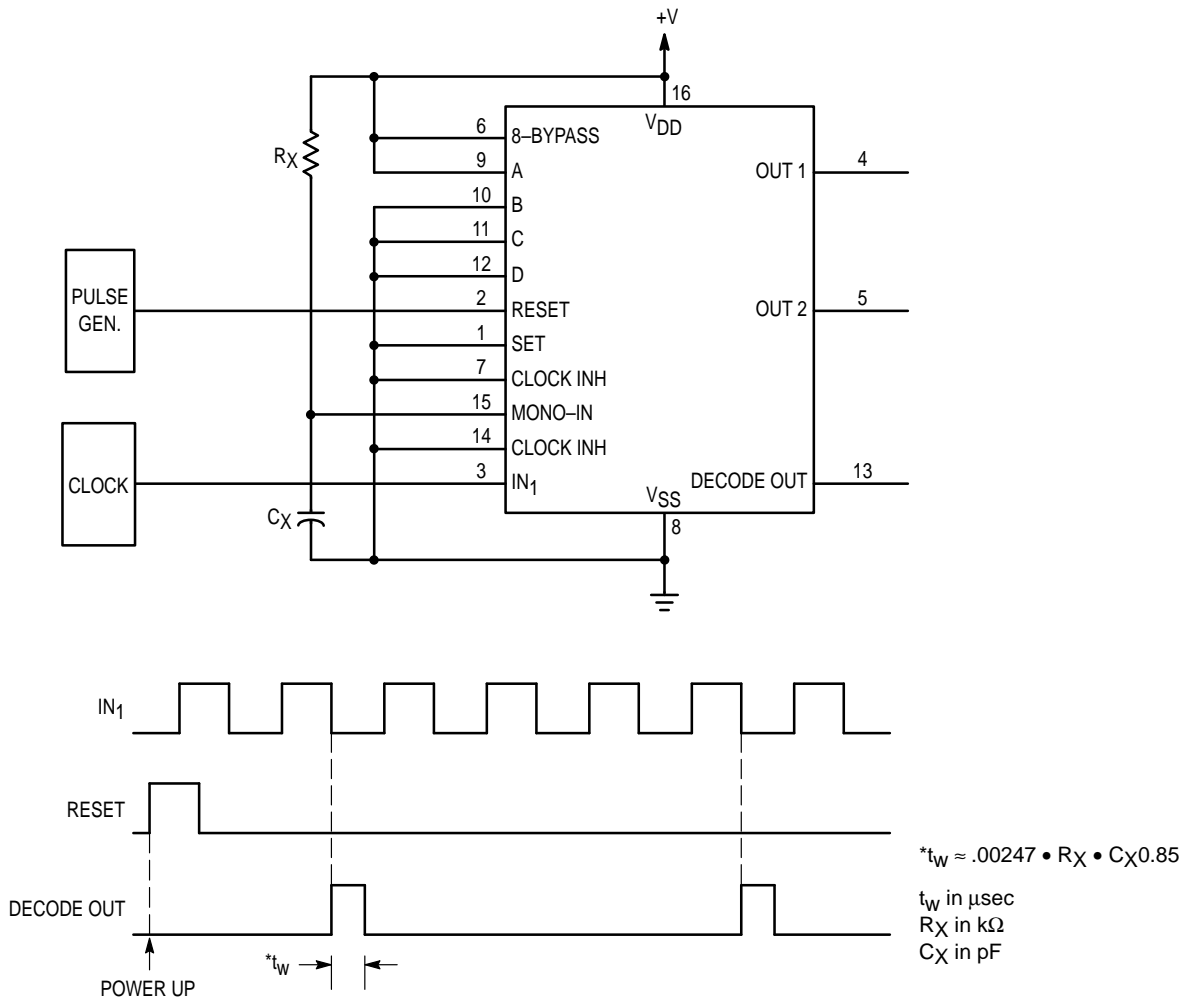 +V
16
VDD
6
8–BYPASS
RX
9
A
OUT 1
4
10
B
11
C
12
D
PULSE
GEN.
2
RESET
OUT 2
5
1
SET
7
CLOCK INH
15
MONO–IN
14
CLOCK INH
CLOCK
3
IN1
DECODE OUT
13
VSS
CX
8
IN1
RESET
*tw ≈ .00247 • RX • CX0.85
DECODE OUT
tw in μsec
RX in kΩ
CX in pF
*tw
POWER UP